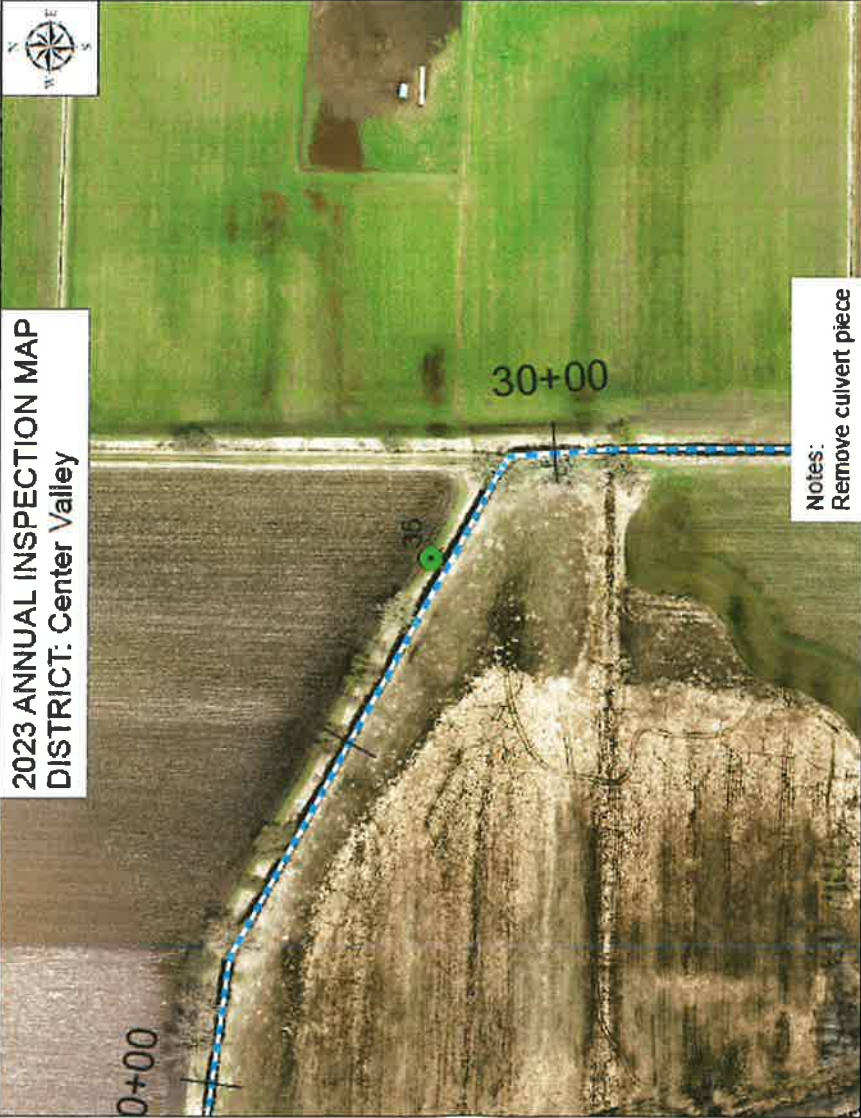 N
E
W
S
2023 ANNUAL INSPECTION MAP
DISTRICT: Center Valley
30+00
36
0+00
Notes:
Remove culvert piece